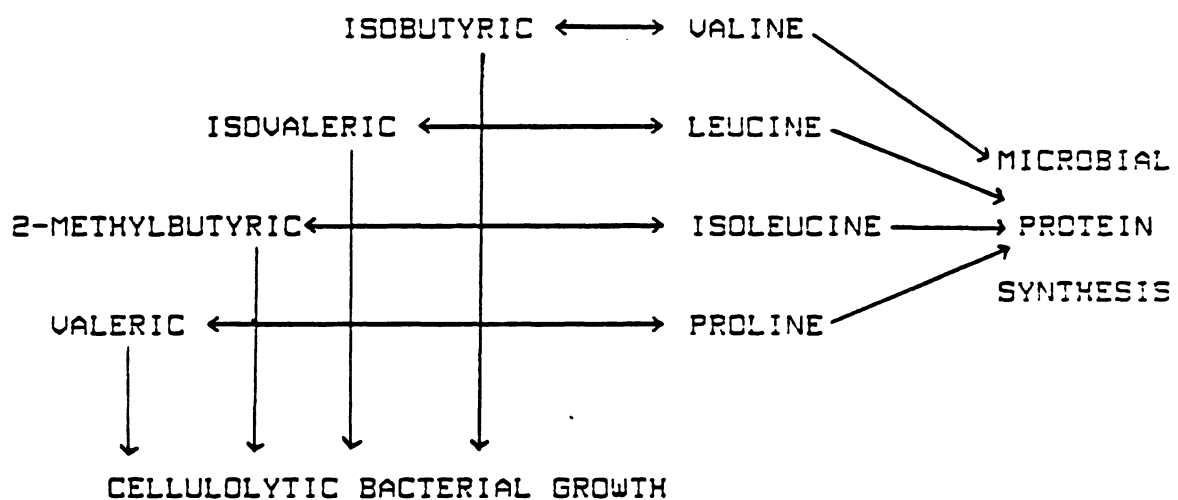 ISOBUTYRIC VALINE
ISOVALERIC LEUCINE
MICROBIAL
2-METHYLBUTYRIC ISOLEUCINE PROTEIN
SYNTHESIS
VALERIC PROLINE
CELLULOLYTIC BACTERIAL GROWTH